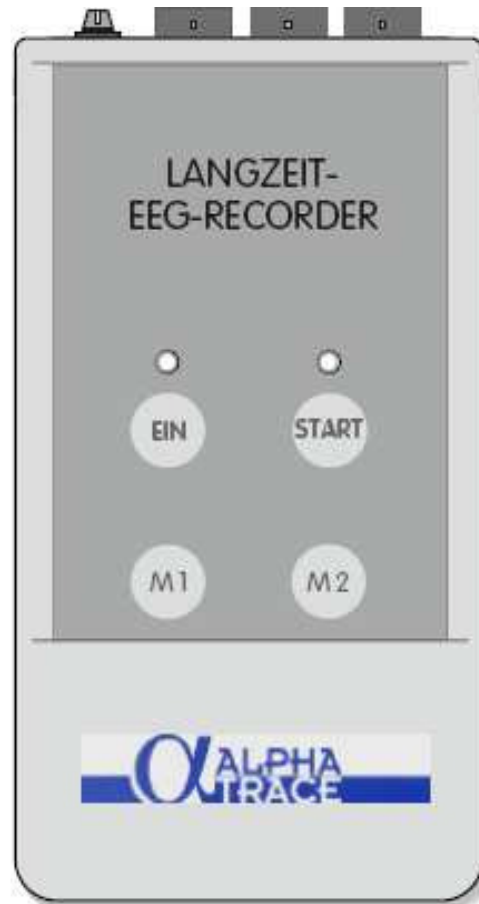 LANGZEIT-
EEG-RECORDER
EIN START
M1 M2
α ALPHA
TRACE